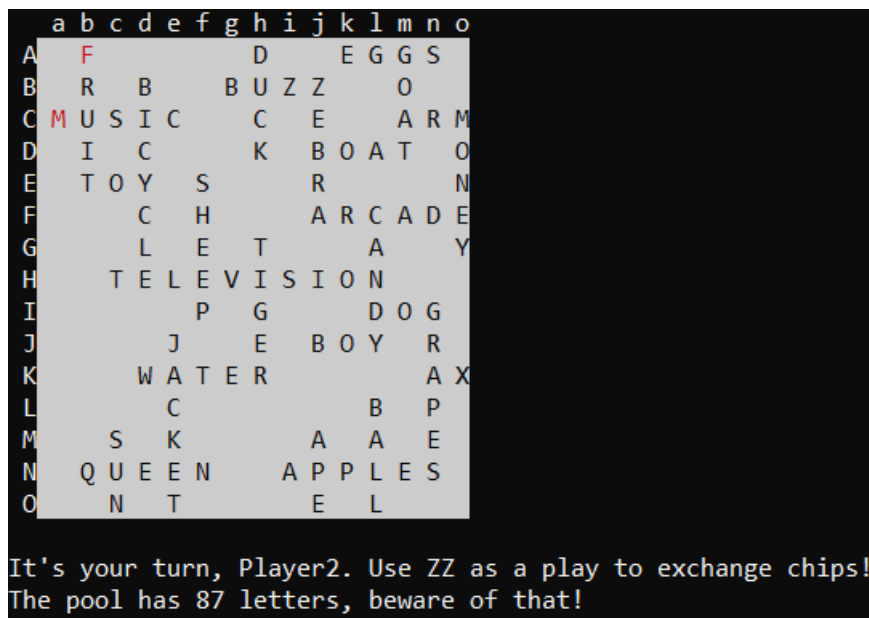 a b c d e f g h i j k l m n o
A   F           D     E G G S
B   R   B     B U Z Z     O
C M U S I C     C   E     A R M
D   I   C       K   B O A T   O
E   T O Y   S       R         N
F       C   H       A R C A D E
G       L   E   T       A     Y
H     T E L E V I S I O N
I           P   G       D O G
J         J     E   B O Y   R
K       W A T E R           A X
L         C             B   P
M     S   K         A   A   E
N   Q U E E N     A P P L E S
O     N   T         E   L
It's your turn, Player2. Use ZZ as a play to exchange chips!
The pool has 87 letters, beware of that!